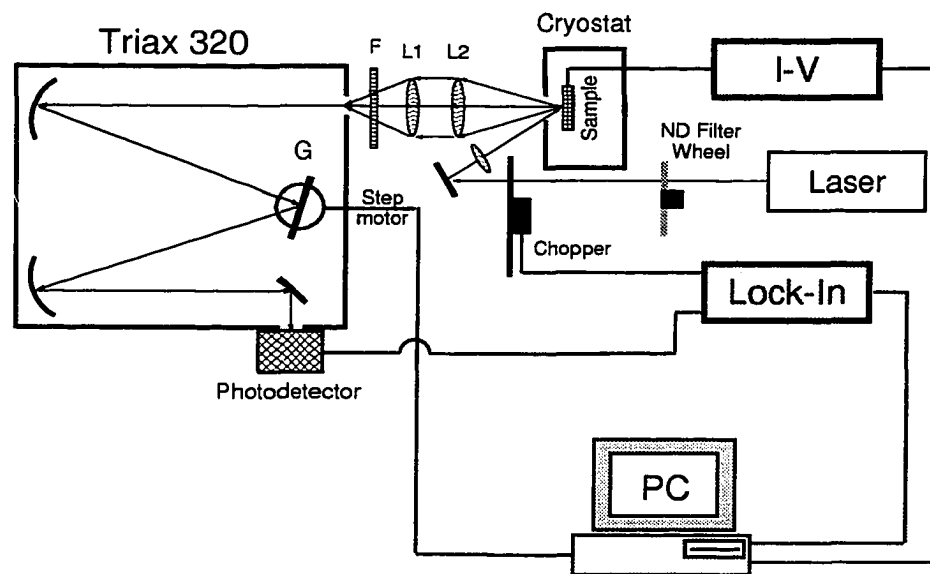 Triax 320
F
L1
L2
Cryostat
I-V
Sample
ND Filter
Wheel
Laser
G
Step
motor
Chopper
Lock-In
Photodetector
PC